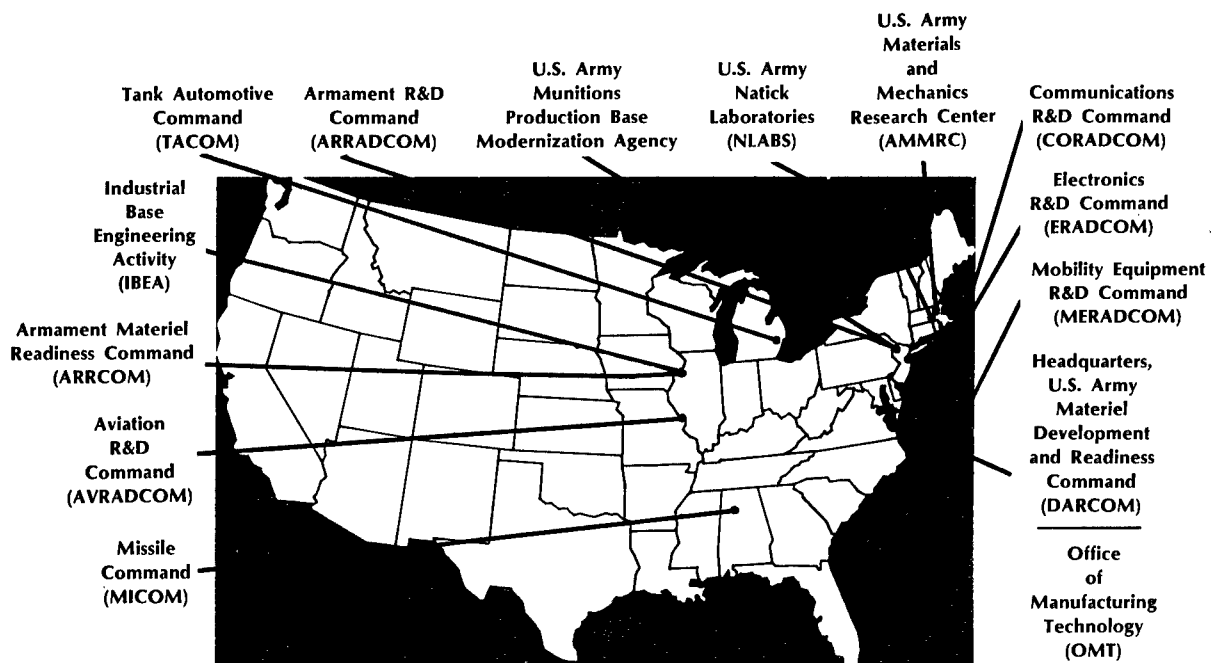 U.S. Army
Materials
and
Mechanics
Research Center
(AMMRC)
U.S. Army
Natick
Laboratories
(NLABS)
U.S. Army
Munitions
Production Base
Modernization Agency
Armament R&D
Command
(ARRADCOM)
Tank Automotive
Command
(TACOM)
Communications
R&D Command
(CORADCOM)
Industrial
Base
Engineering
Activity
(IBEA)
Electronics
R&D Command
(ERADCOM)
Mobility Equipment
R&D Command
(MERADCOM)
Armament Materiel
Readiness Command
(ARRCOM)
Headquarters,
U.S. Army
Materiel
Development
and Readiness
Command
(DARCOM)
Aviation
R&D
Command
(AVRADCOM)
Missile
Command
(MICOM)
Office
of
Manufacturing
Technology
(OMT)